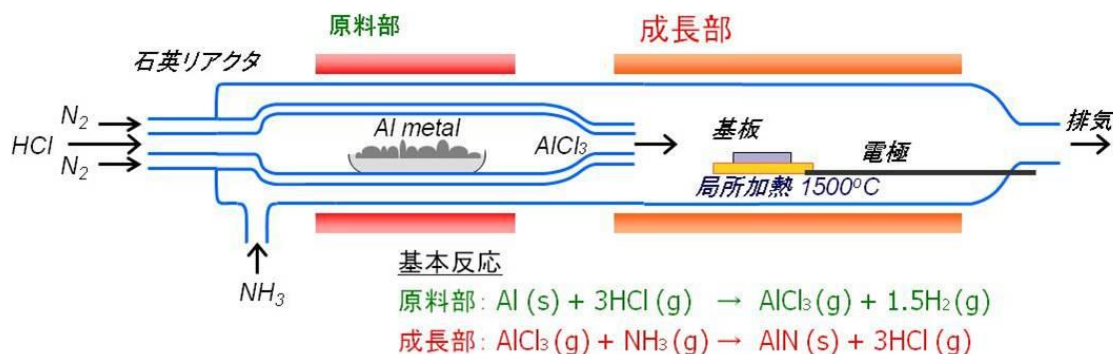 原料部
成長部
石英リアクタ
N2
HCl
N2
Al metal
AlCl3
基板
電極
排気
局所加熱 1500oC
NH3
基本反応
原料部: Al (s) + 3HCl (g) → AlCl3 (g) + 1.5H2 (g)
成長部: AlCl3 (g) + NH3 (g) → AlN (s) + 3HCl (g)